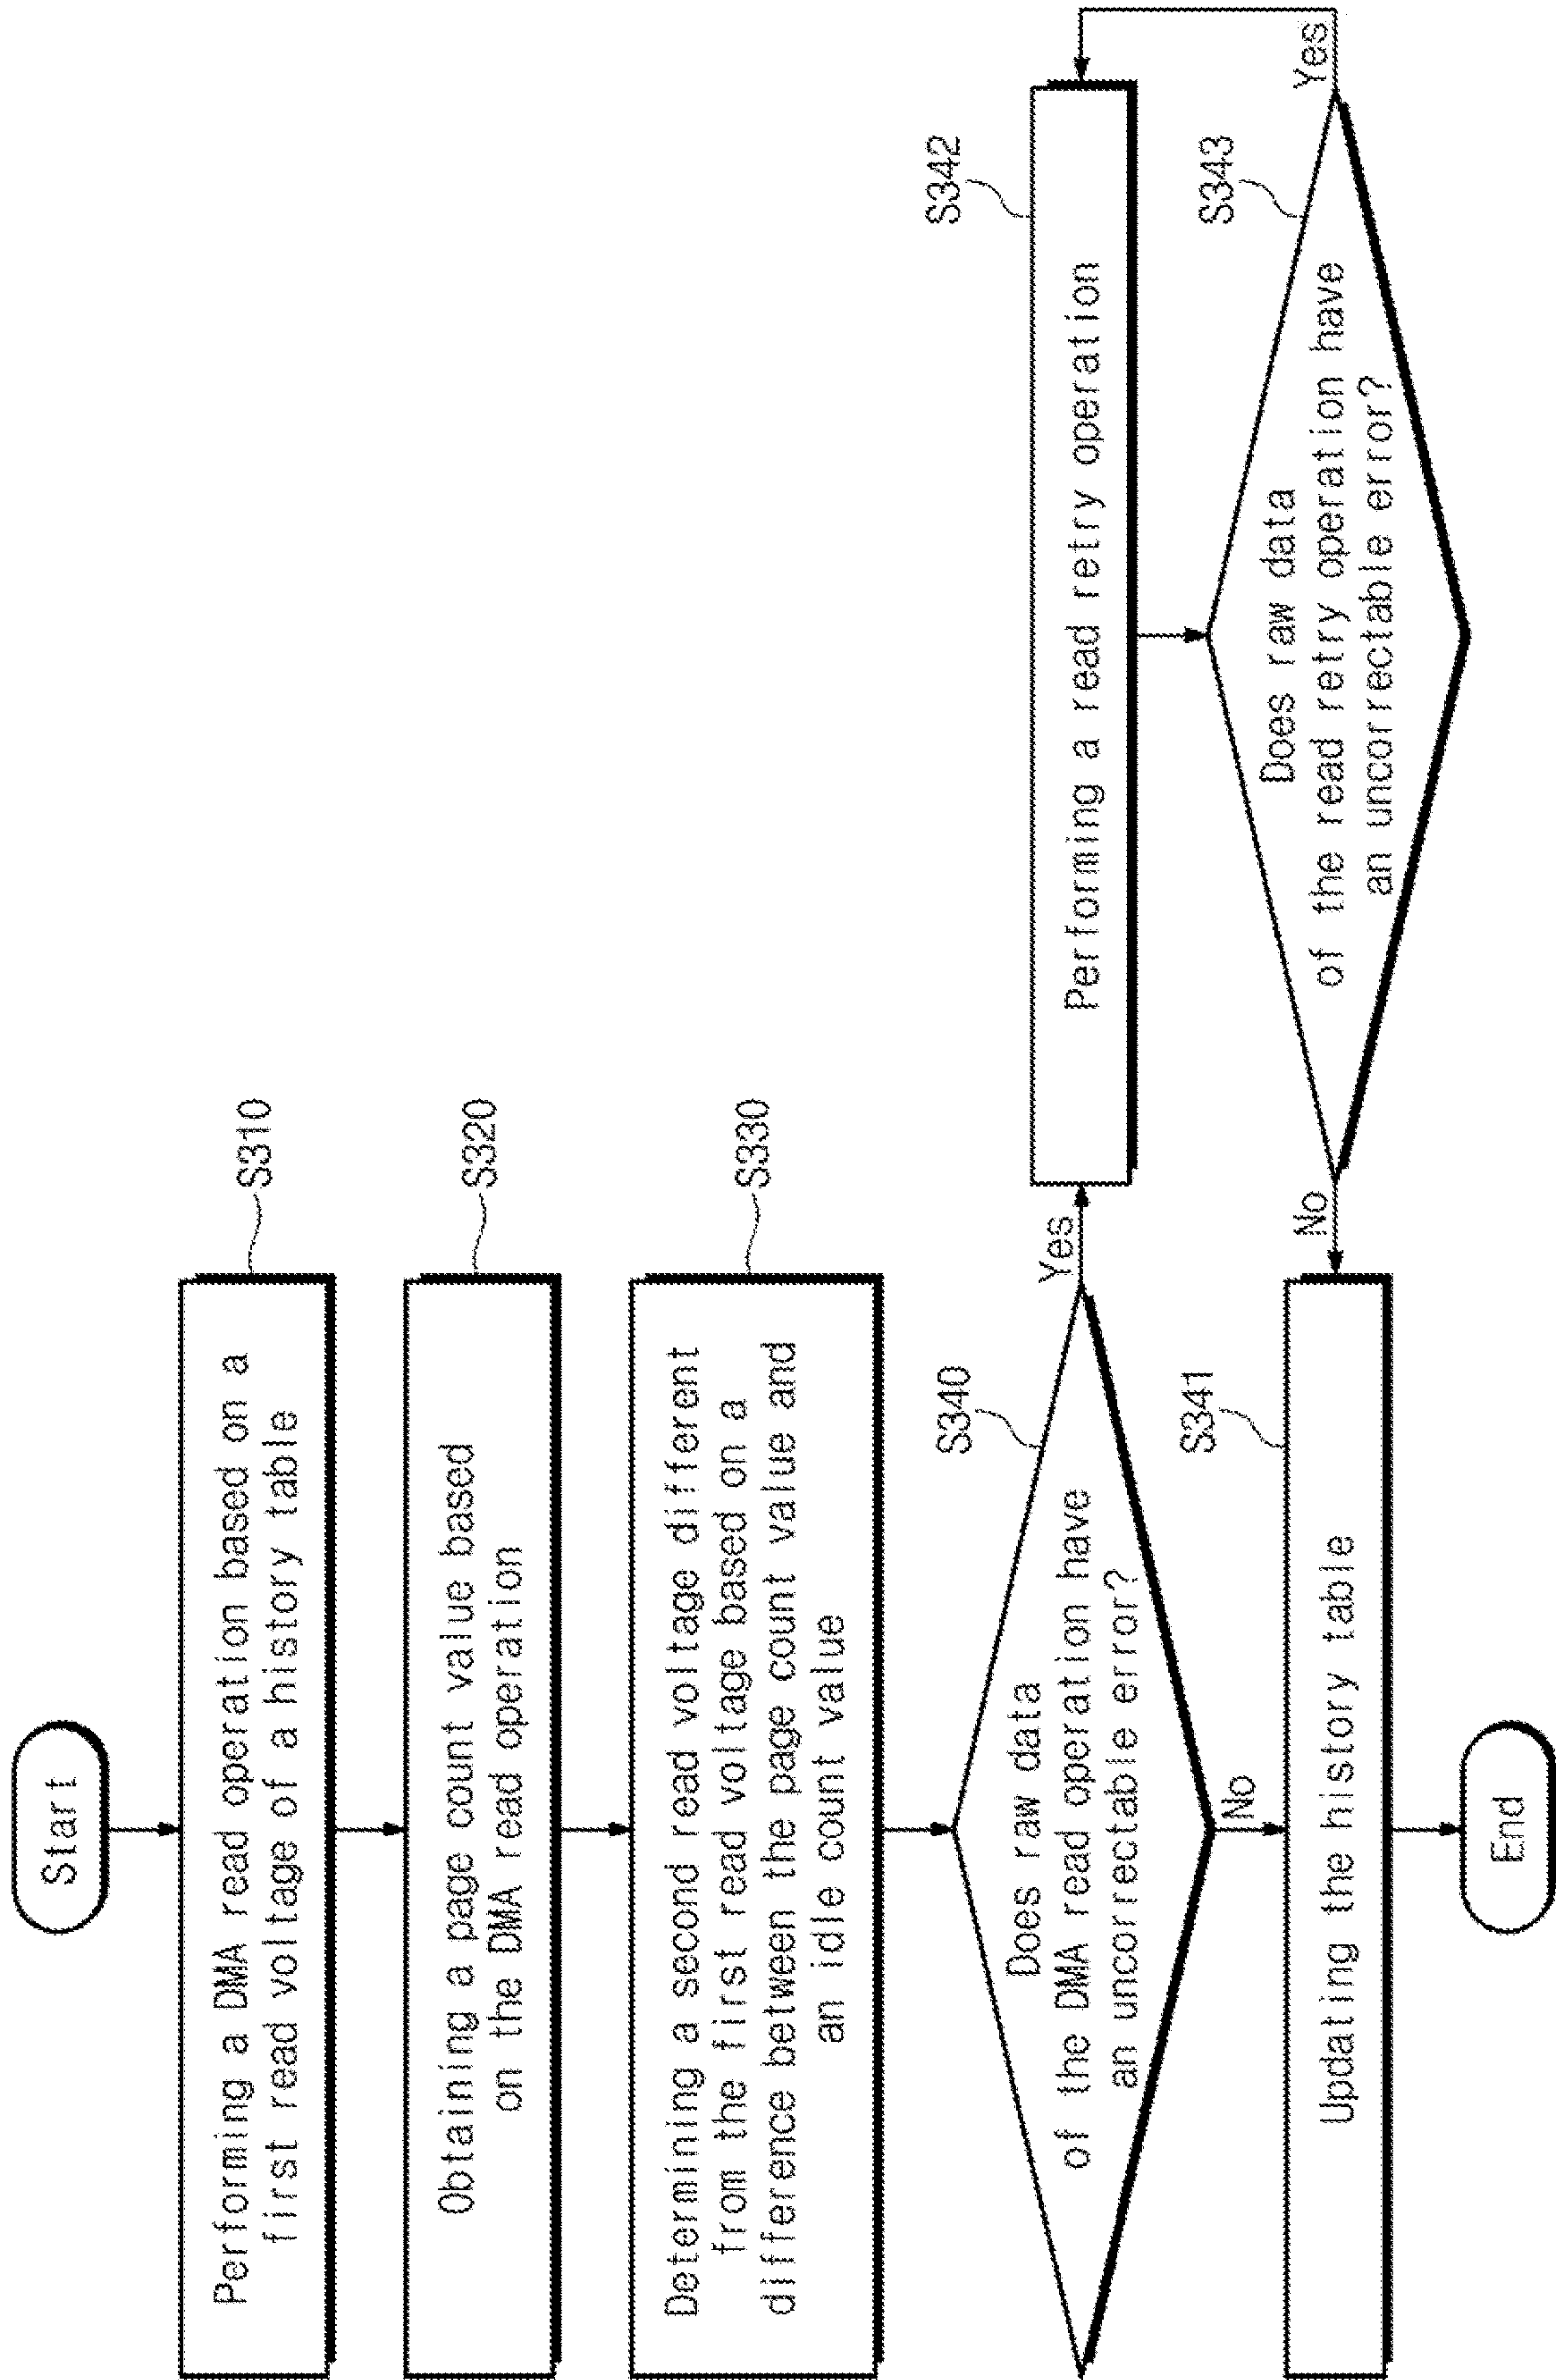 Start
Performing a DMA read operation based on a
first read voltage of a history table
S310
Obtaining a page count value based
on the DMA read operation
S320
Determining a second read voltage different
from the first read voltage based on a
difference between the page count value and
an idle count value
S330
Does raw data
of the DMA read operation have
an uncorrectable error?
S340
Yes
No
Performing a read retry operation
S342
Does raw data
of the read retry operation have
an uncorrectable error?
S343
Yes
No
Updating the history table
S341
End